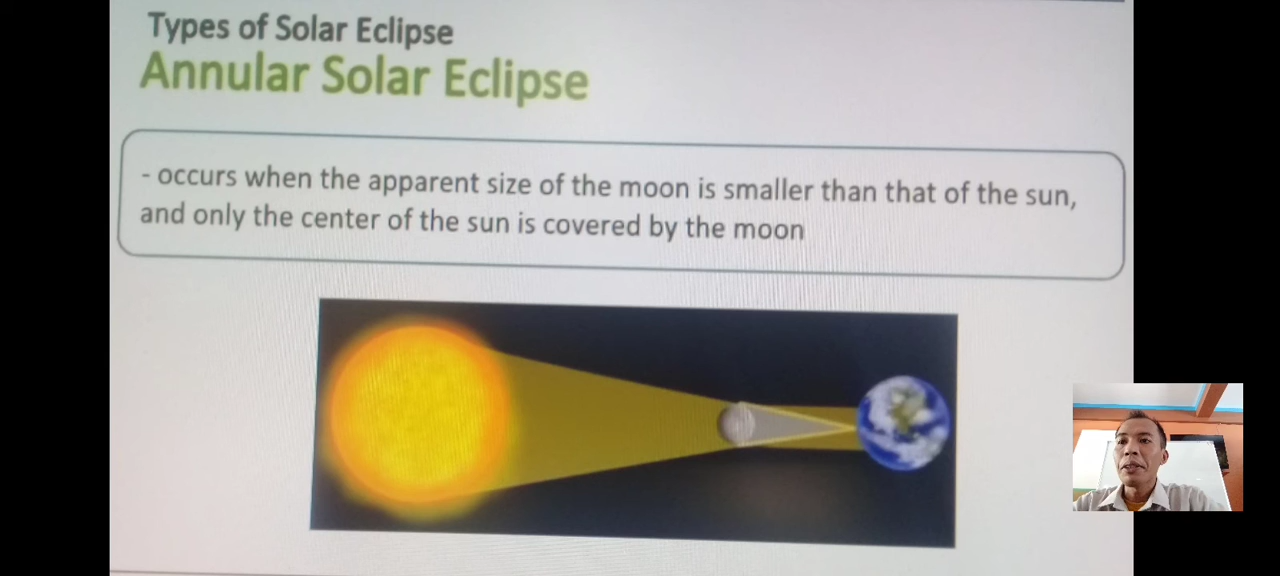 Types of Solar Eclipse
Annular Solar Eclipse
- occurs when the apparent size of the moon is smaller than that of the sun,
and only the center of the sun is covered by the moon